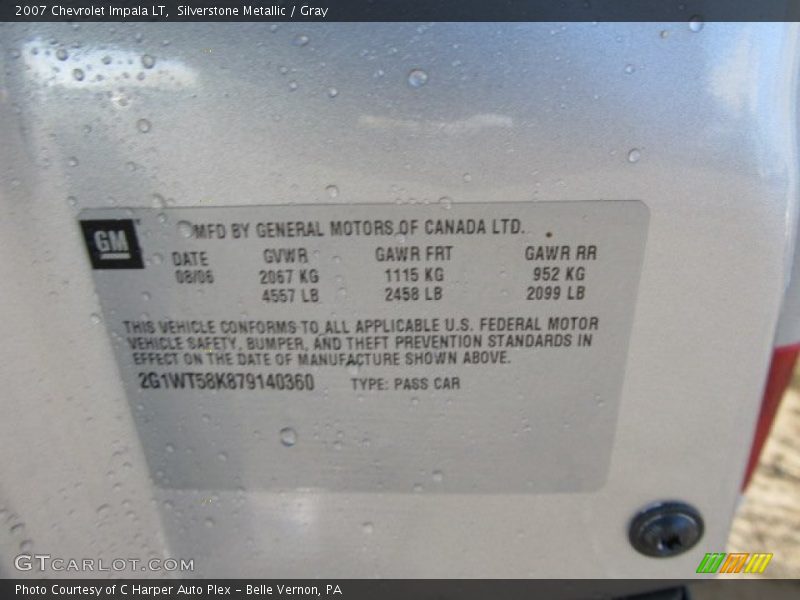 2007 Chevrolet Impala LT,  Silverstone Metallic / Gray
GM
MFD BY GENERAL MOTORS OF CANADA LTD.
DATE GVWR GAWR FRT GAWR RR
08/06 2067 KG 1115 KG 952 KG
4557 LB 2458 LB 2099 LB
THIS VEHICLE CONFORMS TO ALL APPLICABLE U.S. FEDERAL MOTOR
VEHICLE SAFETY, BUMPER, AND THEFT PREVENTION STANDARDS IN
EFFECT ON THE DATE OF MANUFACTURE SHOWN ABOVE.
2G1WT58K879140360 TYPE: PASS CAR
GTCARLOT.COM
Photo Courtesy of C Harper Auto Plex - Belle Vernon, PA